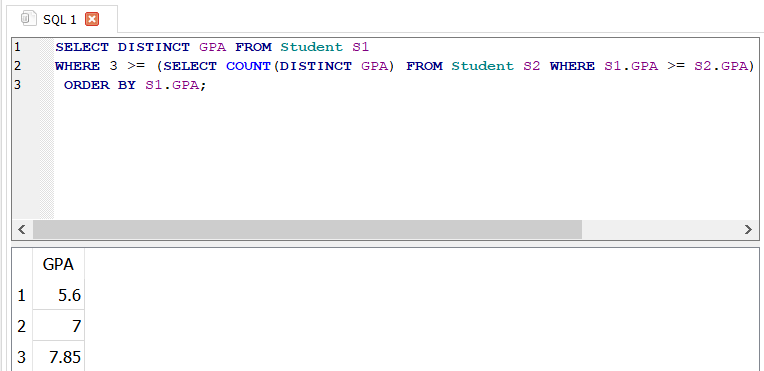 SQL 1
1 SELECT DISTINCT GPA FROM Student S1
2 WHERE 3 >= (SELECT COUNT(DISTINCT GPA) FROM Student S2 WHERE S1.GPA >= S2.GPA)
3 ORDER BY S1.GPA;
GPA
1 5.6
2 7
3 7.85